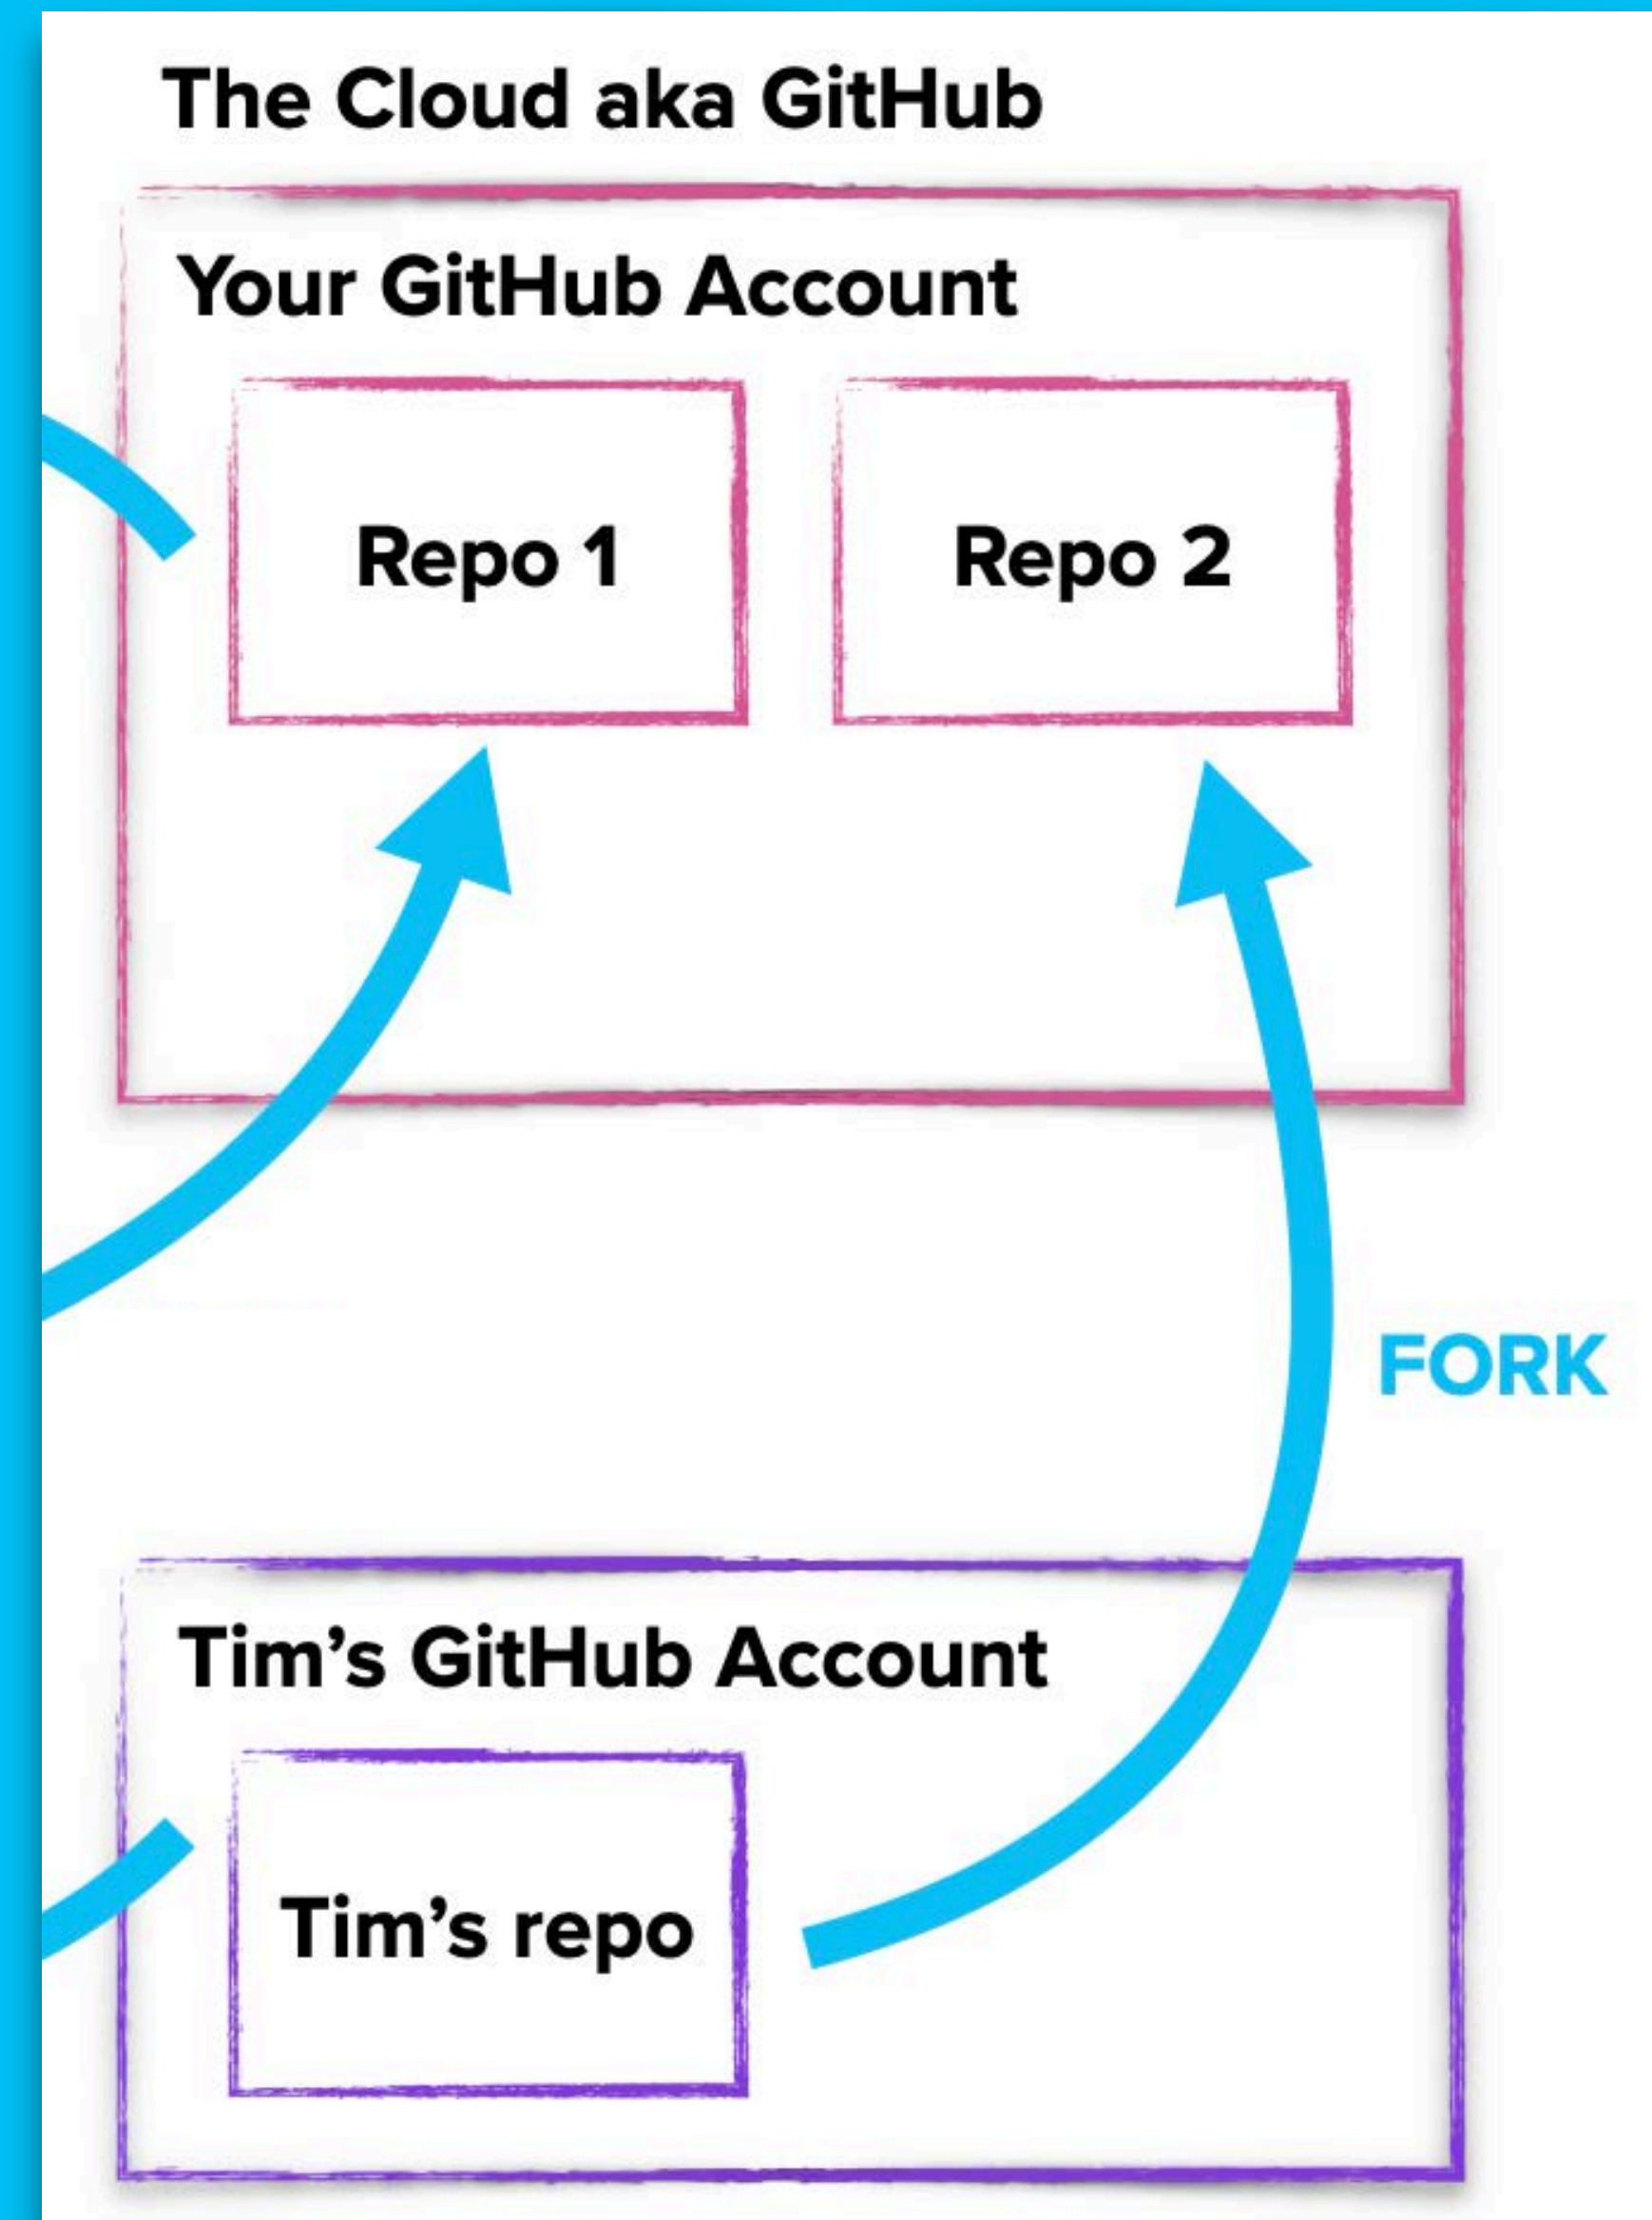 The Cloud aka GitHub
Your GitHub Account
Repo 1
Repo 2
FORK
Tim’s GitHub Account
Tim’s repo